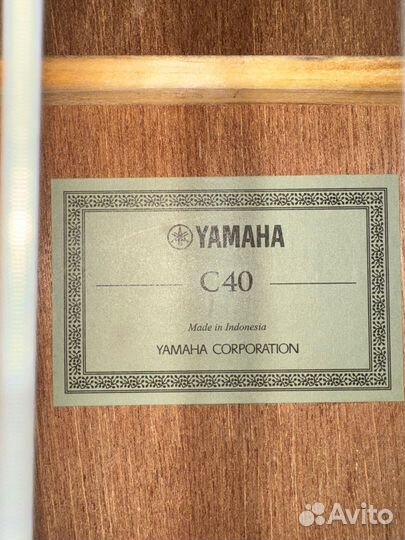 YAMAHA
C40
Made in Indonesia
YAMAHA CORPORATION
Avito